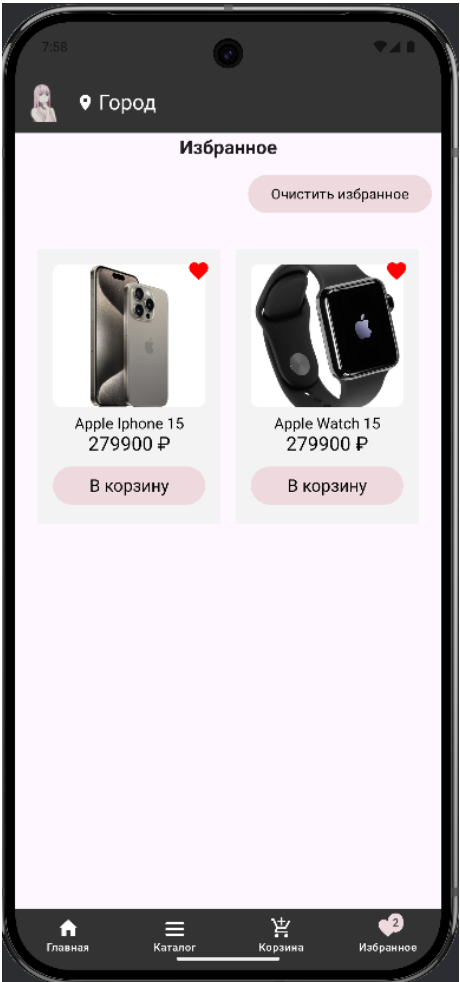 7:58
Город
Избранное
Очистить избранное
Apple Iphone 15
279900 ₽
В корзину
Apple Watch 15
279900 ₽
В корзину
Главная
Каталог
Корзина
2
Избранное